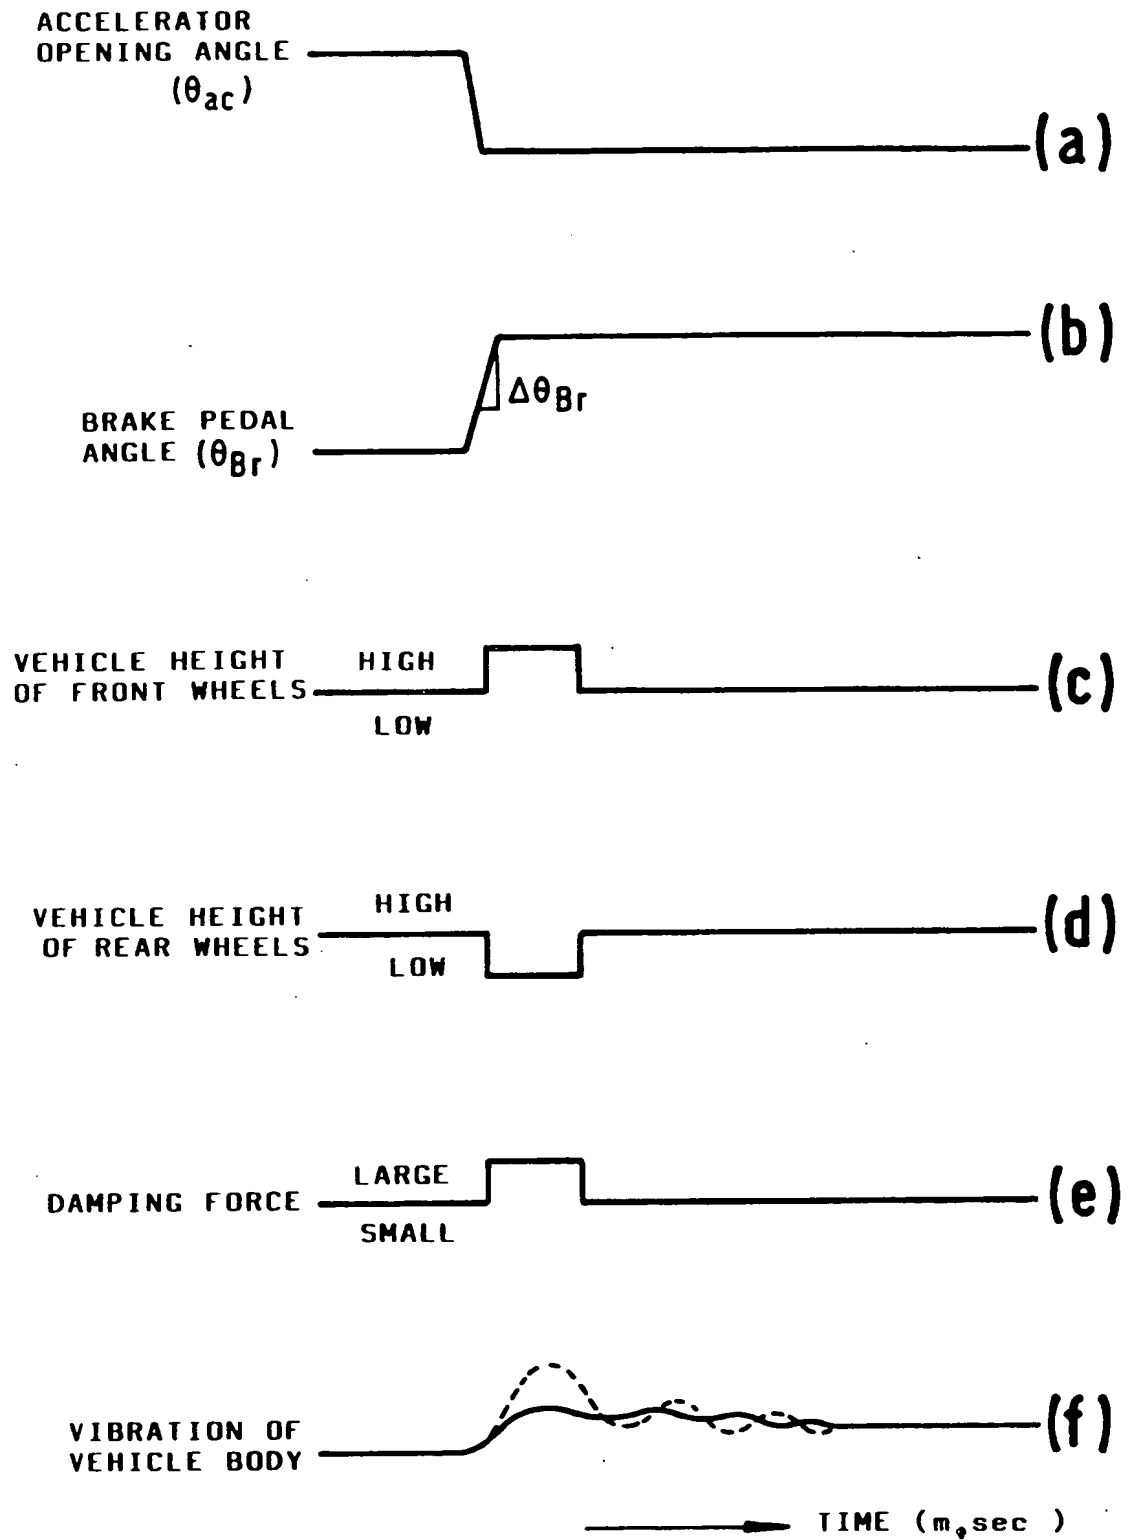 ACCELERATOR
OPENING ANGLE
(θac)
(a)
(b)
ΔθBr
BRAKE PEDAL
ANGLE (θBr)
VEHICLE HEIGHT
OF FRONT WHEELS
HIGH
LOW
(c)
VEHICLE HEIGHT
OF REAR WHEELS
HIGH
LOW
(d)
DAMPING FORCE
LARGE
SMALL
(e)
VIBRATION OF
VEHICLE BODY
(f)
TIME (m,sec )